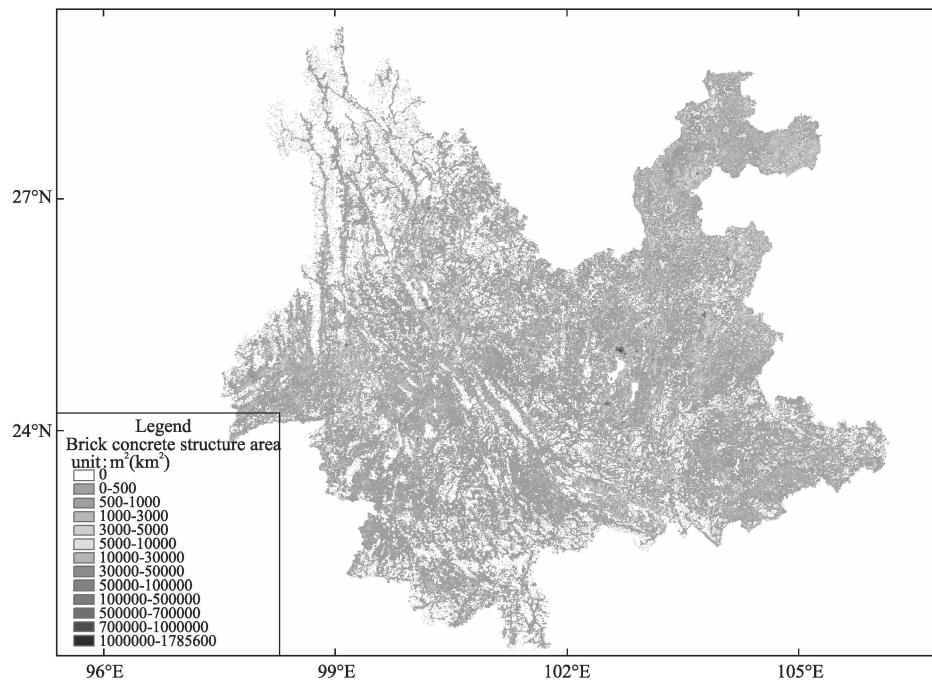 27°N
24°N
Legend
Brick concrete structure area
unit: m²(km²)
0
0-500
500-1000
1000-3000
3000-5000
5000-10000
10000-30000
30000-50000
50000-100000
100000-500000
500000-700000
700000-1000000
1000000-1785600
96°E 99°E 102°E 105°E